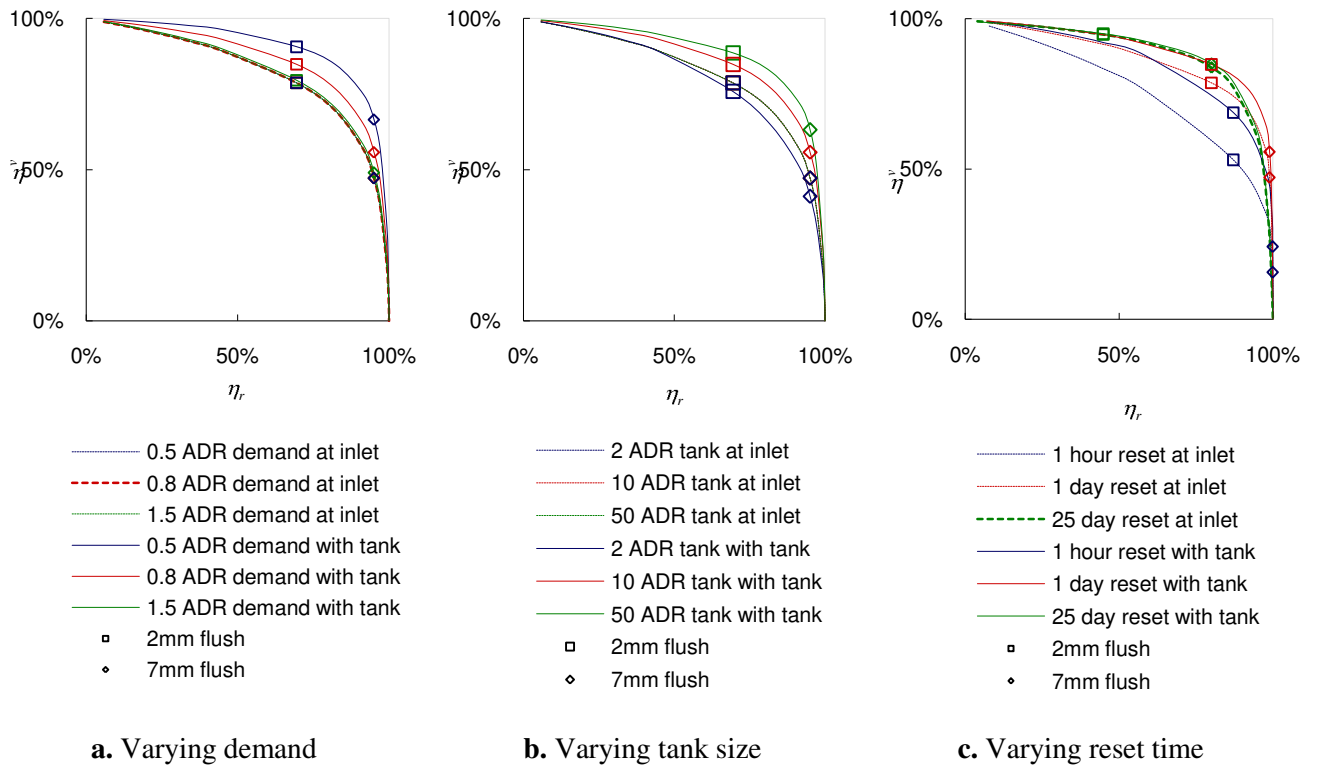 100%
50%
0%
η v
0% 50% 100%
η r
0.5 ADR demand at inlet
0.8 ADR demand at inlet
1.5 ADR demand at inlet
0.5 ADR demand with tank
0.8 ADR demand with tank
1.5 ADR demand with tank
2mm flush
7mm flush
a. Varying demand
100%
50%
0%
η v
0% 50% 100%
η r
2 ADR tank at inlet
10 ADR tank at inlet
50 ADR tank at inlet
2 ADR tank with tank
10 ADR tank with tank
50 ADR tank with tank
2mm flush
7mm flush
b. Varying tank size
100%
50%
0%
η v
0% 50% 100%
η r
1 hour reset at inlet
1 day reset at inlet
25 day reset at inlet
1 hour reset with tank
1 day reset with tank
25 day reset with tank
2mm flush
7mm flush
c. Varying reset time